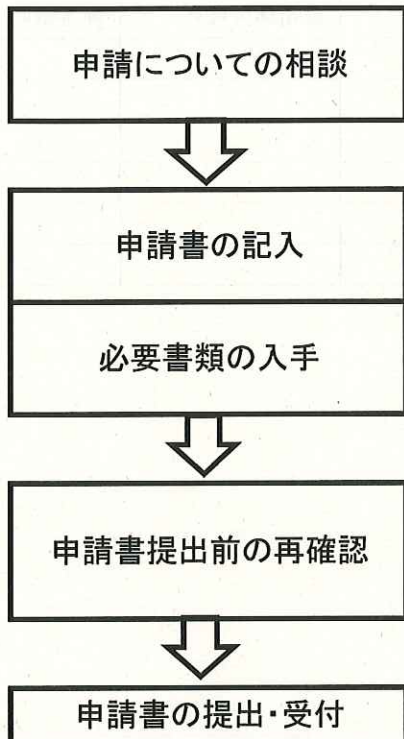 申請についての相談
申請書の記入
必要書類の入手
申請書提出前の再確認
申請書の提出・受付